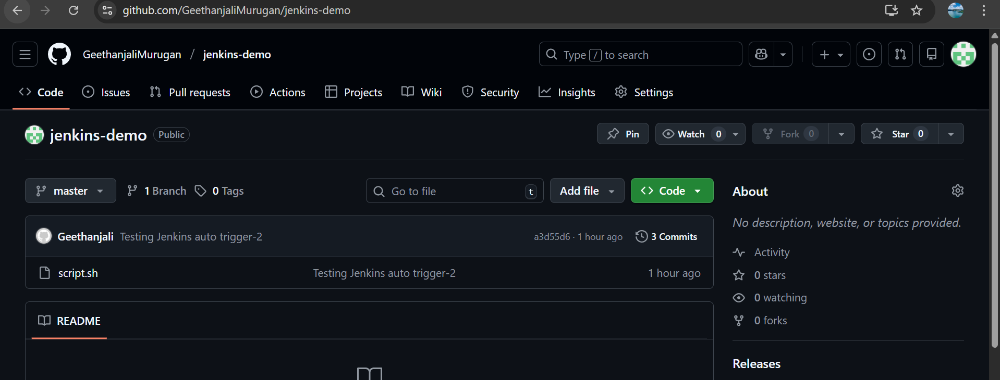 github.com/GeethanjaliMurugan/jenkins-demo
GeethanjaliMurugan / jenkins-demo
Type / to search
Code Issues Pull requests Actions Projects Wiki Security Insights Settings
jenkins-demo Public
Pin Watch 0 Fork 0 Star 0
master 1 Branch 0 Tags Go to file t Add file Code
Geethanjali Testing Jenkins auto trigger-2 a3d55d6 · 1 hour ago 3 Commits
script.sh Testing Jenkins auto trigger-2 1 hour ago
README
About
No description, website, or topics provided.
Activity
0 stars
0 watching
0 forks
Releases